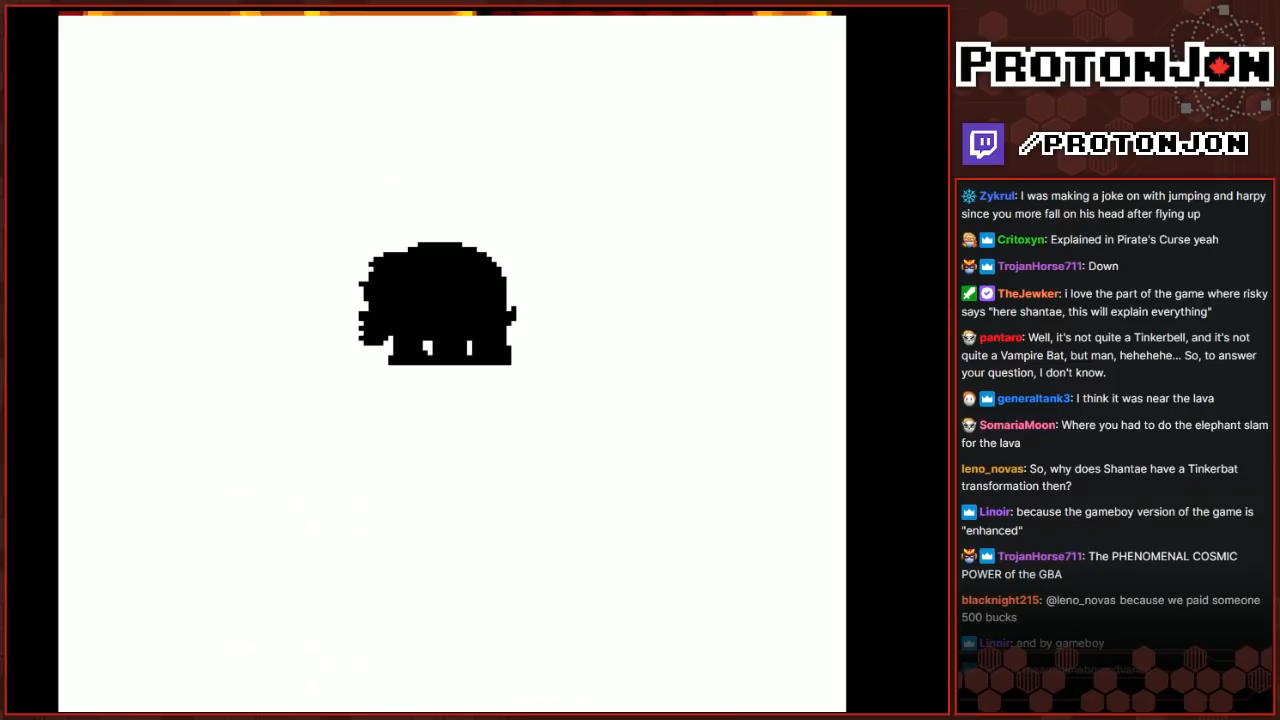 PROTONJON
/PROTONJON
Zykrul: I was making a joke on with jumping and harpy
since you more fall on his head after flying up
Critoxyn: Explained in Pirate's Curse yeah
TrojanHorse711: Down
TheJewker: i love the part of the game where risky
says "here shantae, this will explain everything"
pantaro: Well, it's not quite a Tinkerbell, and it's not
quite a Vampire Bat, but man, hehehehe... So, to answer
your question, I don't know.
generaltank3: I think it was near the lava
SomariaMoon: Where you had to do the elephant slam
for the lava
leno_novas: So, why does Shantae have a Tinkerbat
transformation then?
Linoir: because the gameboy version of the game is
"enhanced"
TrojanHorse711: The PHENOMENAL COSMIC
POWER of the GBA
blacknight215: @leno_novas because we paid someone
500 bucks
Linoir: and by gameboy